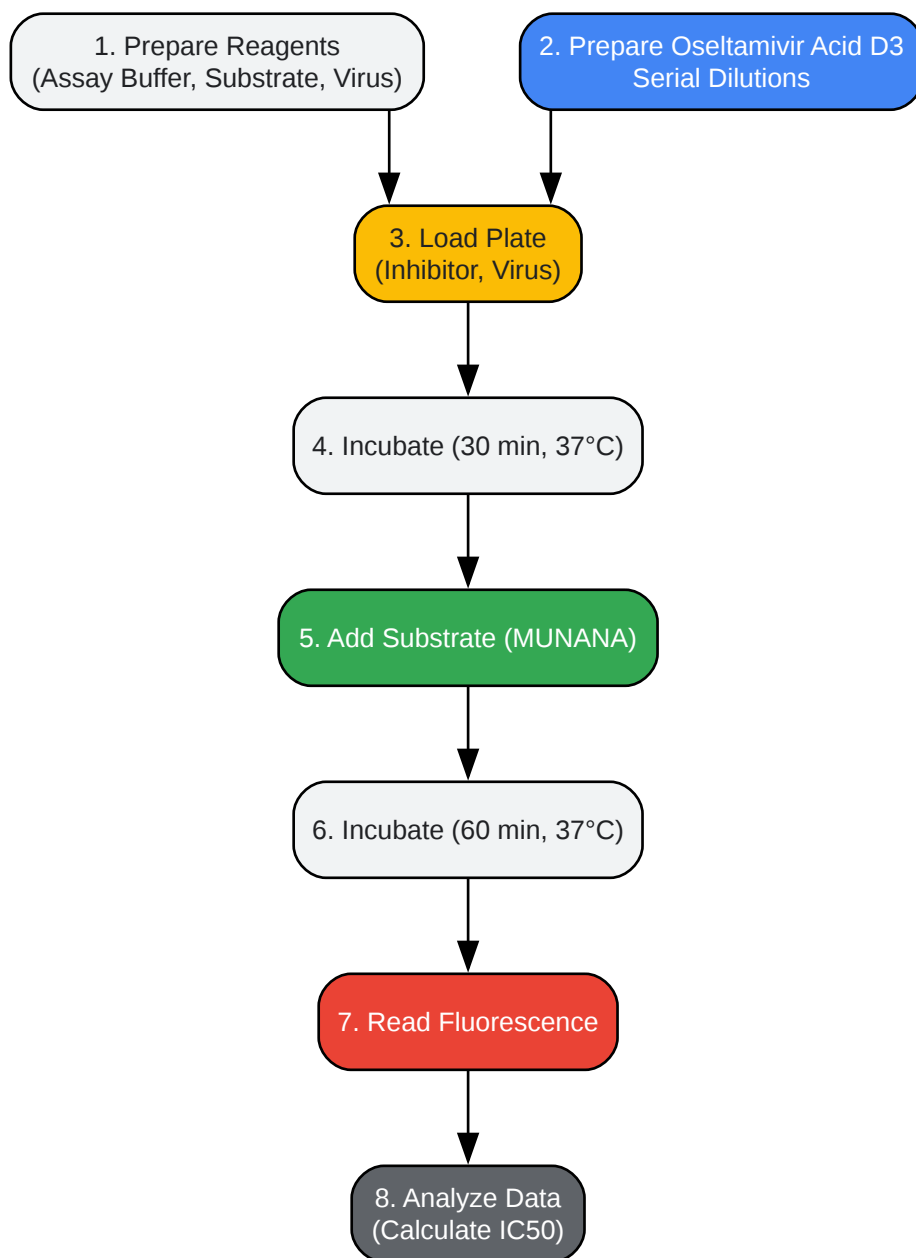 1. Prepare Reagents
(Assay Buffer, Substrate, Virus)
2. Prepare Oseltamivir Acid D3
Serial Dilutions
3. Load Plate
(Inhibitor, Virus)
4. Incubate (30 min, 37°C)
5. Add Substrate (MUNANA)
6. Incubate (60 min, 37°C)
7. Read Fluorescence
8. Analyze Data
(Calculate IC50)